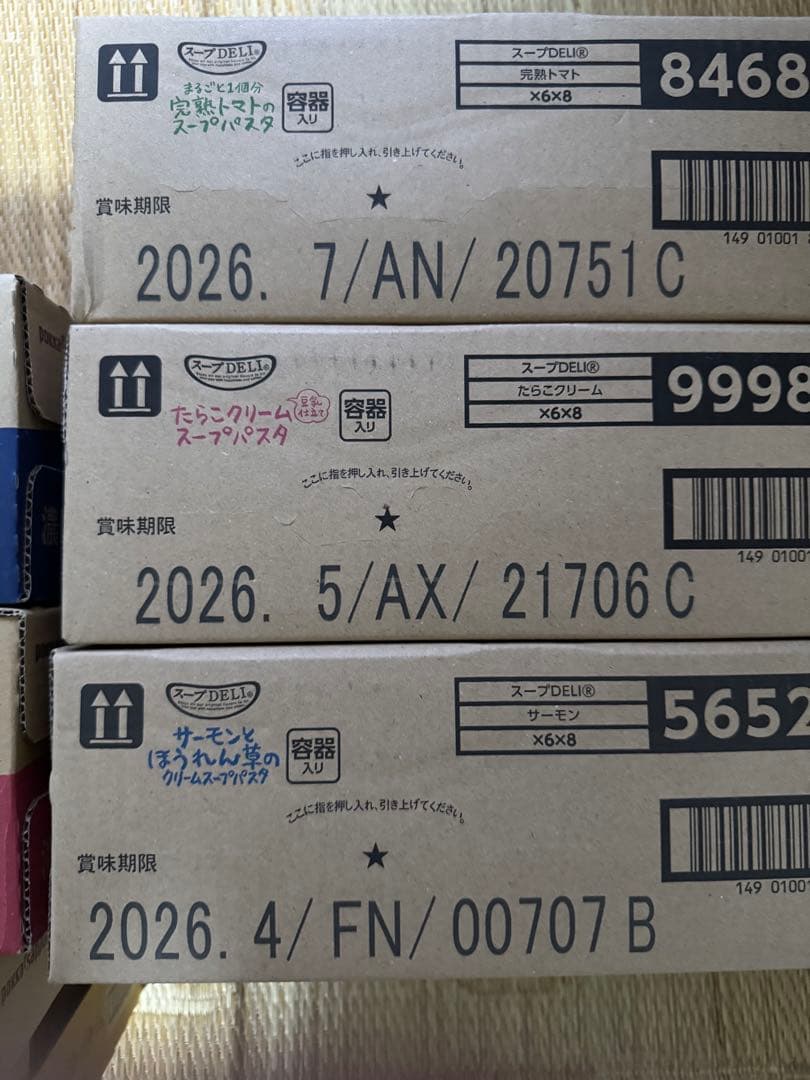 スープDELI®
まるごと1個分
完熟トマトの
スープパスタ
容器
入り
スープDELI®
完熟トマト
×6×8
8468
ここに指を押し入れ、引き上げてください。
★
賞味期限
149 01001
2026. 7/AN/ 20751 C
スープDELI®
たらこクリーム
豆乳
仕立て
スープパスタ
容器
入り
スープDELI®
たらこクリーム
×6×8
9998
ここに指を押し入れ、引き上げてください。
★
賞味期限
149 01001
2026. 5/AX/ 21706 C
スープDELI®
サーモンと
ほうれん草の
クリームスープパスタ
容器
入り
スープDELI®
サーモン
×6×8
5652
ここに指を押し入れ、引き上げてください。
★
賞味期限
149 01001
2026. 4/ FN/ 00707 B